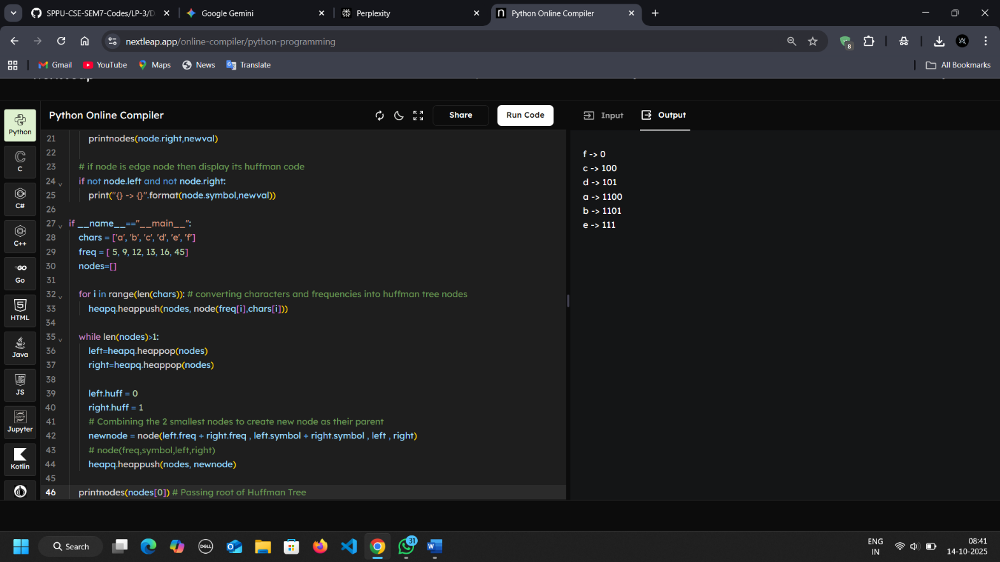 SPPU-CSE-SEM7-Codes/LP-3/D
Google Gemini
Perplexity
Python Online Compiler
nextleap.app/online-compiler/python-programming
8
Gmail
YouTube
Maps
News
Translate
All Bookmarks
Python Online Compiler
Share
Run Code
Input
Output
Python
C
C#
C++
GO
Go
HTML
Java
JS
Jupyter
Kotlin
21 printnodes(node.right,newval)
22
23 # if node is edge node then display its huffman code
24 if not node.left and not node.right:
25 print("{} -> {}".format(node.symbol,newval))
26
27 if __name__=="__main__":
28 chars = ['a', 'b', 'c', 'd', 'e', 'f']
29 freq = [ 5, 9, 12, 13, 16, 45]
30 nodes=[]
31
32 for i in range(len(chars)): # converting characters and frequencies into huffman tree nodes
33 heapq.heappush(nodes, node(freq[i],chars[i]))
34
35 while len(nodes)>1:
36 left=heapq.heappop(nodes)
37 right=heapq.heappop(nodes)
38
39 left.huff = 0
40 right.huff = 1
41 # Combining the 2 smallest nodes to create new node as their parent
42 newnode = node(left.freq + right.freq , left.symbol + right.symbol , left , right)
43 # node(freq,symbol,left,right)
44 heapq.heappush(nodes, newnode)
45
46 printnodes(nodes[0]) # Passing root of Huffman Tree
f -> 0
c -> 100
d -> 101
a -> 1100
b -> 1101
e -> 111
Search
DELL
31
ENG
IN
08:41
14-10-2025